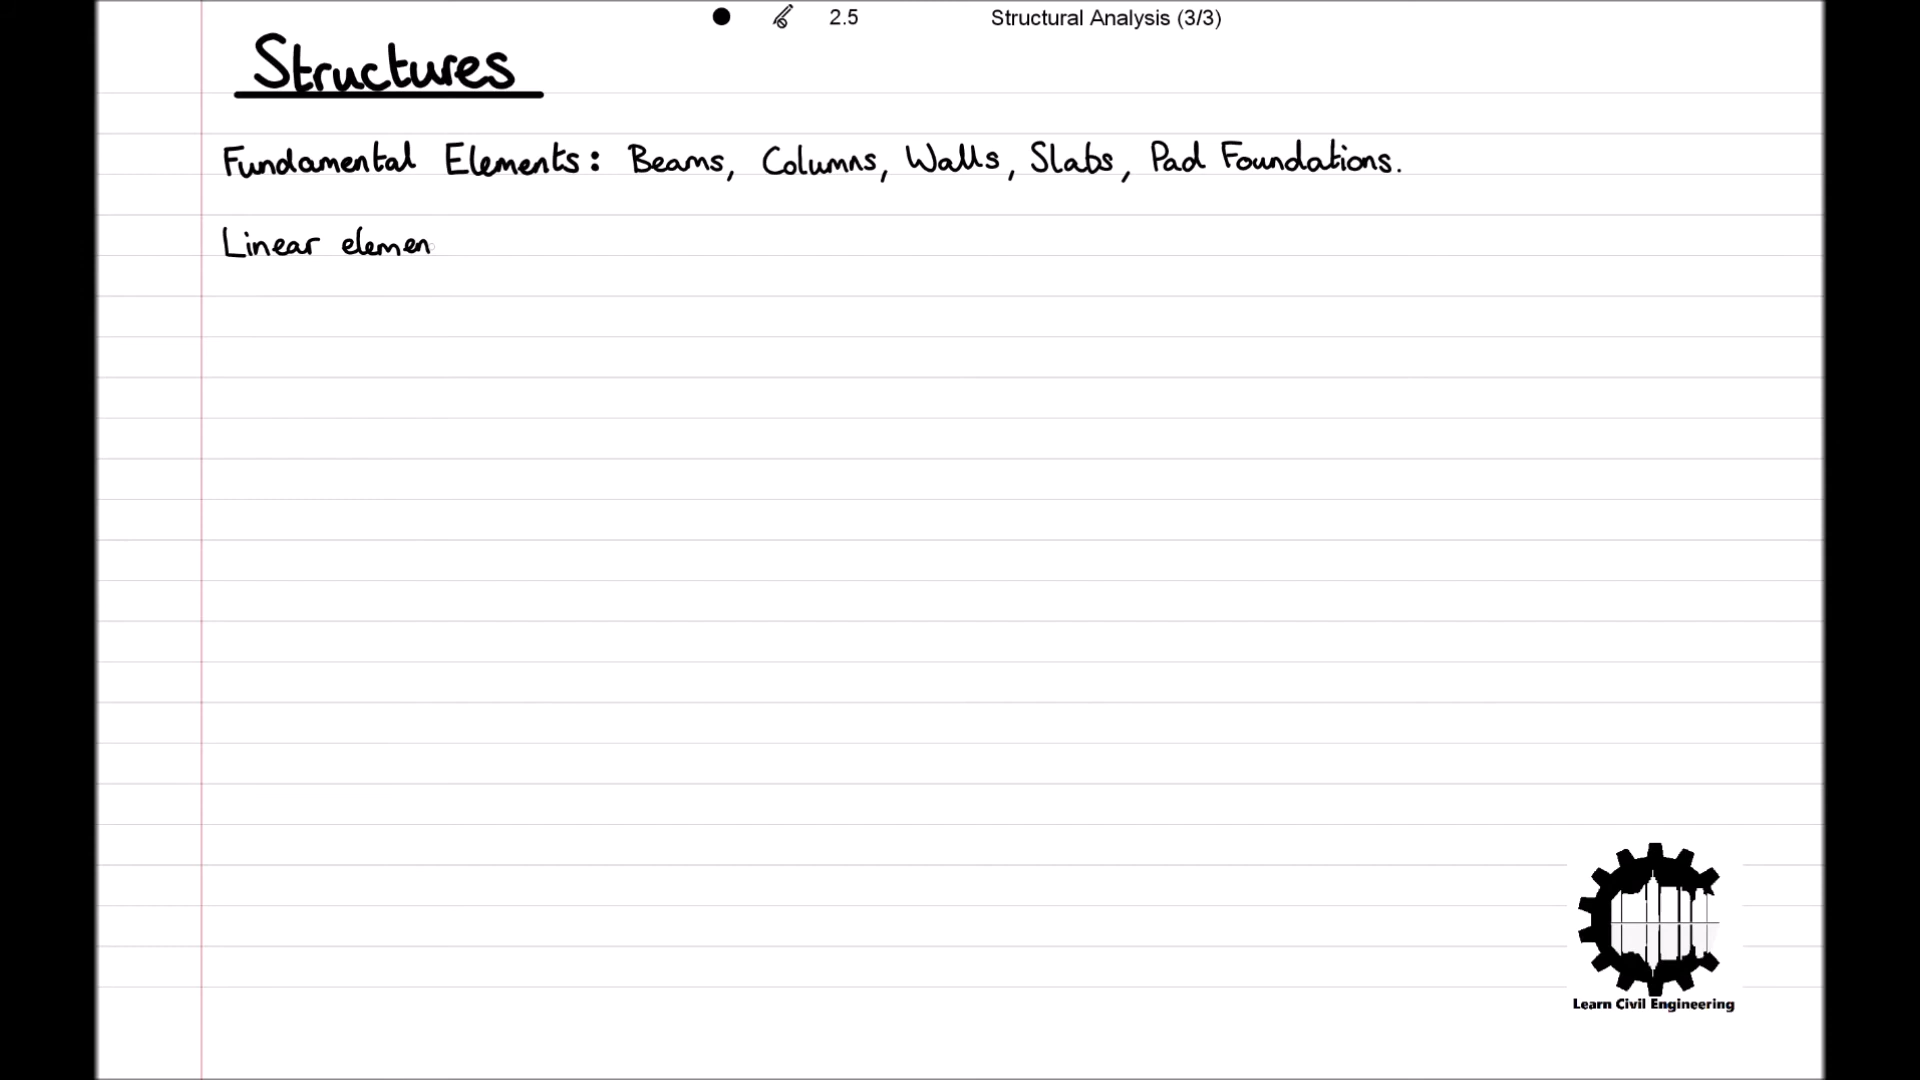 2.5 Structural Analysis (3/3)
Structures
Fundamental Elements: Beams, Columns, Walls, Slabs, Pad Foundations.
Linear elemen
Learn Civil Engineering